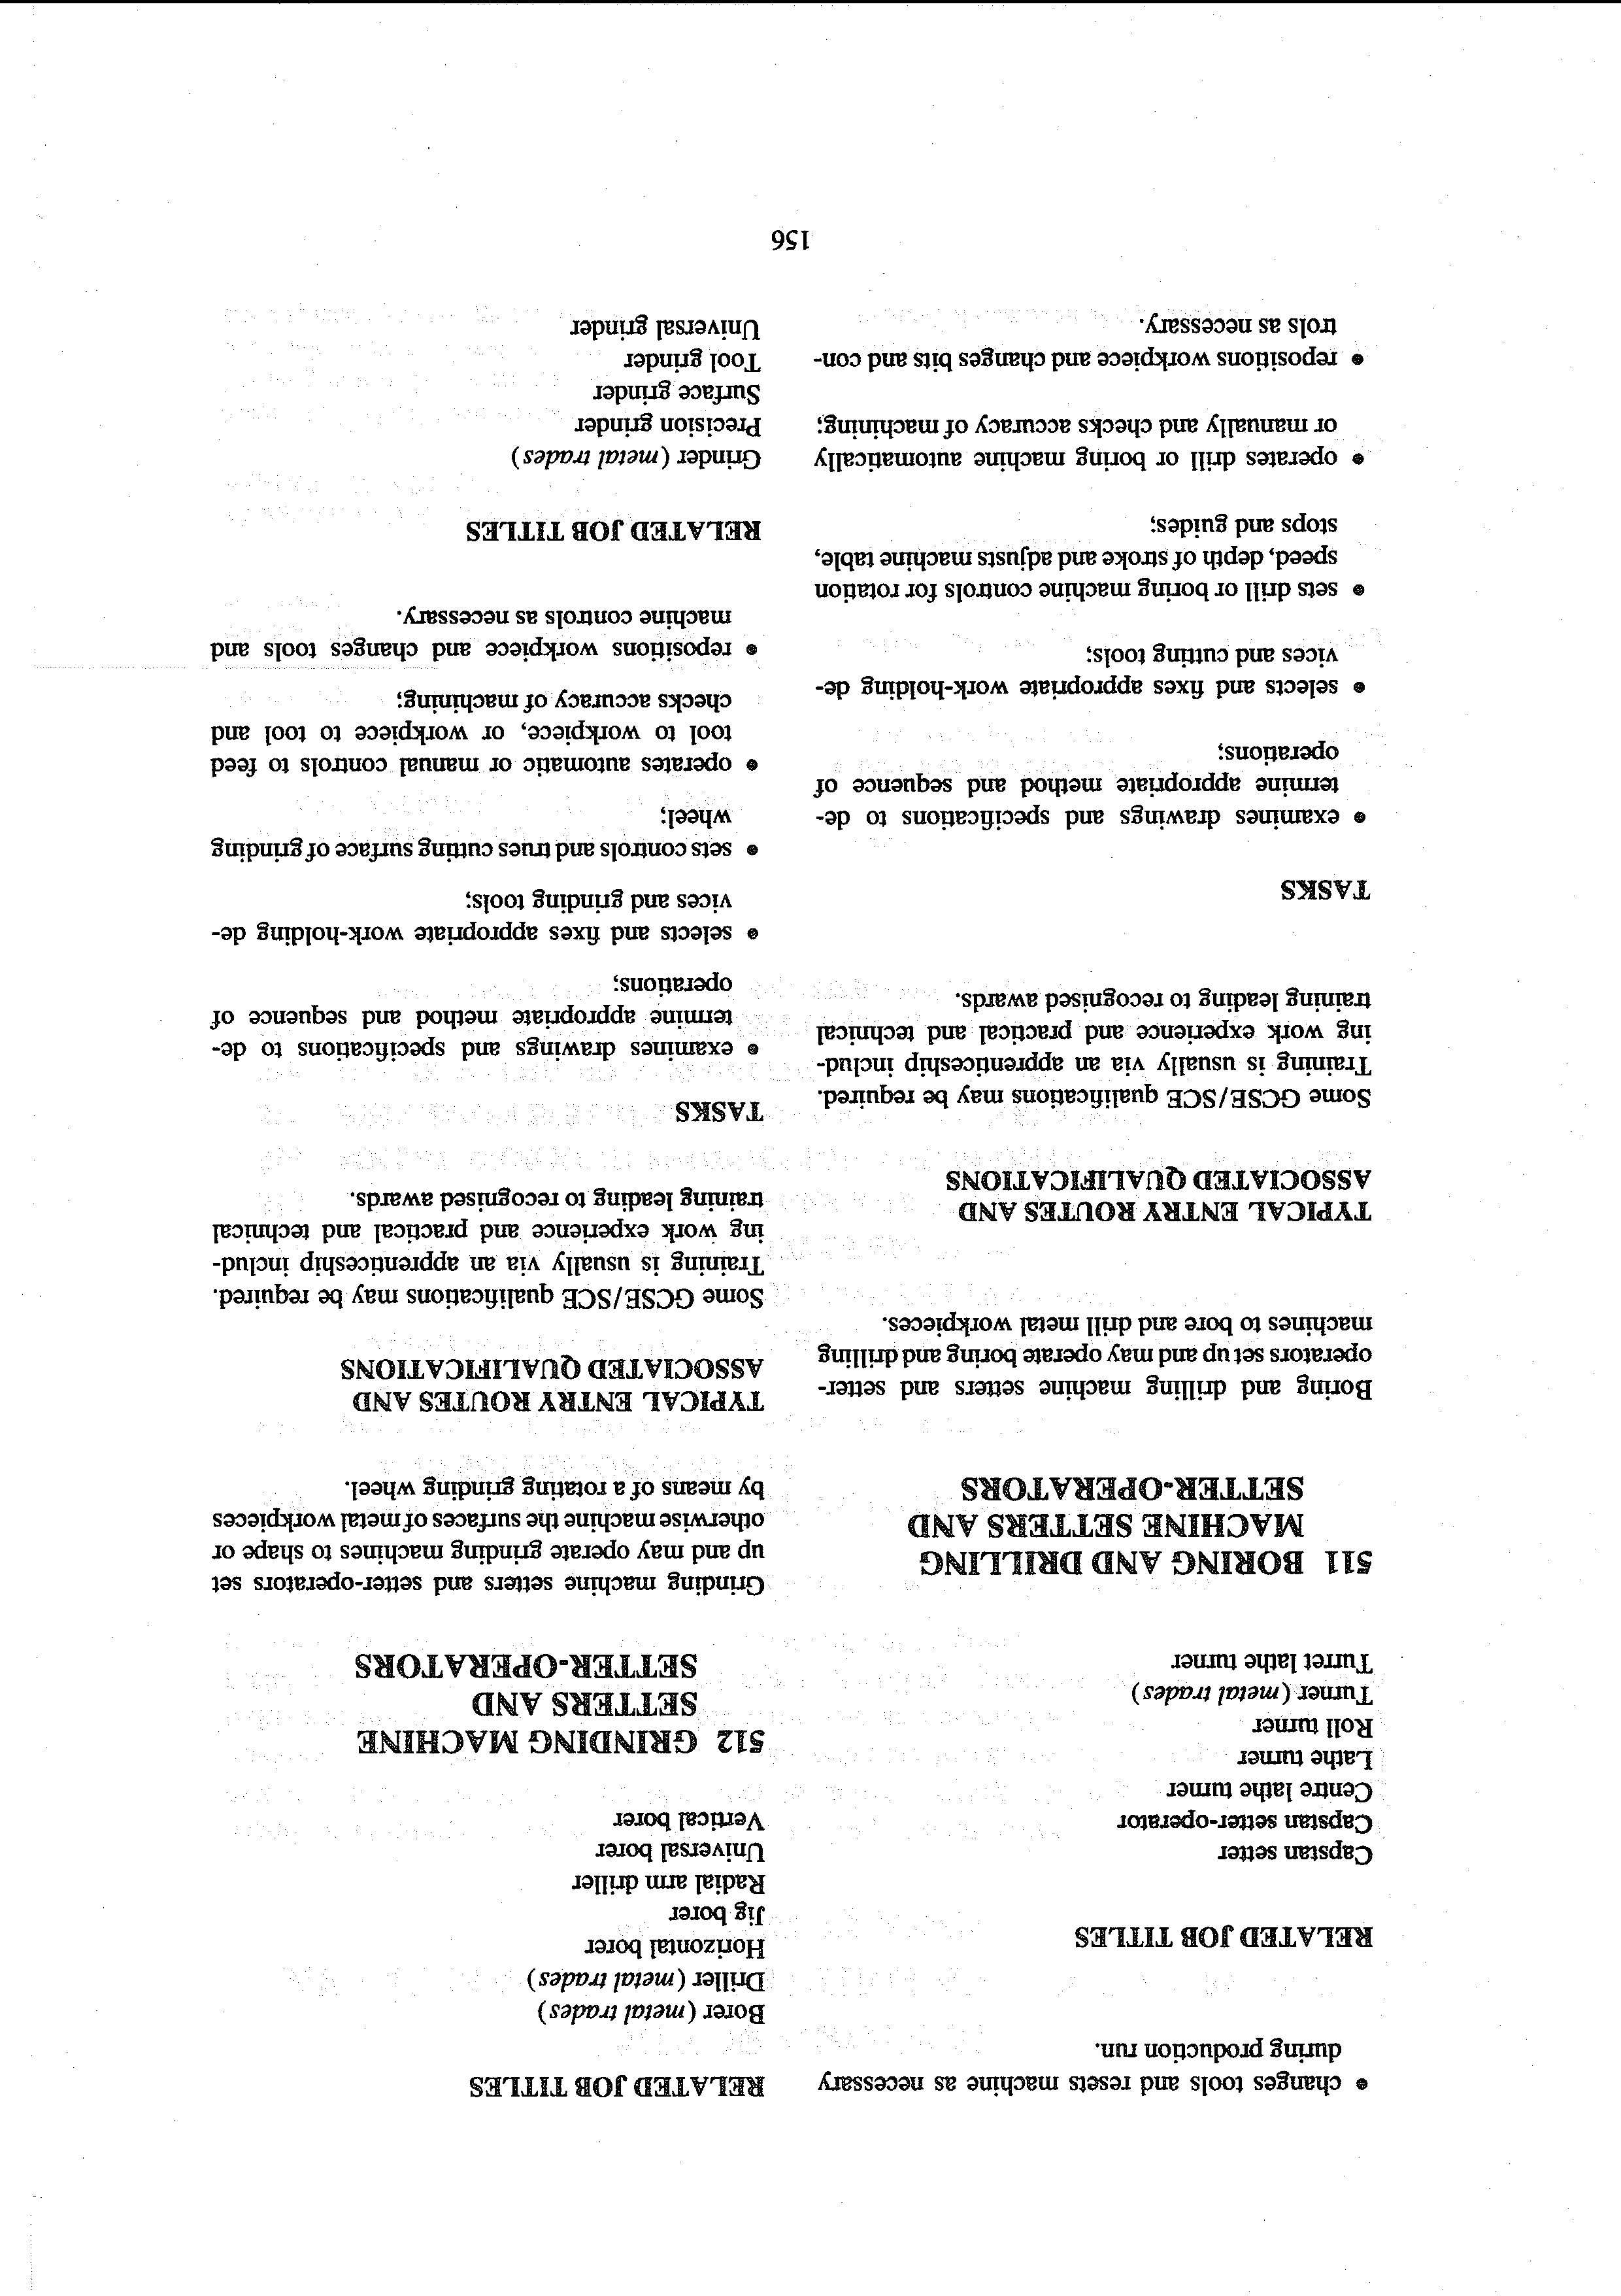 • changes tools and resets machine as necessary
during production run.
RELATED JOB TITLES
Capstan setter
Capstan setter-operator
Centre lathe turner
Lathe turner
Roll turner
Turner (metal trades)
Turret lathe turner
511 BORING AND DRILLING
MACHINE SETTERS AND
SETTER-OPERATORS
Boring and drilling machine setters and setter-
operators set up and may operate boring and drilling
machines to bore and drill metal workpieces.
TYPICAL ENTRY ROUTES AND
ASSOCIATED QUALIFICATIONS
Some GCSE/SCE qualifications may be required.
Training is usually via an apprenticeship includ-
ing work experience and practical and technical
training leading to recognised awards.
TASKS
• examines drawings and specifications to de-
termine appropriate method and sequence of
operations;
• selects and fixes appropriate work-holding de-
vices and cutting tools;
• sets drill or boring machine controls for rotation
speed, depth of stroke and adjusts machine table,
stops and guides;
• operates drill or boring machine automatically
or manually and checks accuracy of machining;
• repositions workpiece and changes bits and con-
trols as necessary.
RELATED JOB TITLES
Borer (metal trades)
Driller (metal trades)
Horizontal borer
Jig borer
Radial arm driller
Universal borer
Vertical borer
512 GRINDING MACHINE
SETTERS AND
SETTER-OPERATORS
Grinding machine setters and setter-operators set
up and may operate grinding machines to shape or
otherwise machine the surfaces of metal workpieces
by means of a rotating grinding wheel.
TYPICAL ENTRY ROUTES AND
ASSOCIATED QUALIFICATIONS
Some GCSE/SCE qualifications may be required.
Training is usually via an apprenticeship includ-
ing work experience and practical and technical
training leading to recognised awards.
TASKS
• examines drawings and specifications to de-
termine appropriate method and sequence of
operations;
• selects and fixes appropriate work-holding de-
vices and grinding tools;
• sets controls and trues cutting surface of grinding
wheel;
• operates automatic or manual controls to feed
tool to workpiece, or workpiece to tool and
checks accuracy of machining;
• repositions workpiece and changes tools and
machine controls as necessary.
RELATED JOB TITLES
Grinder (metal trades)
Precision grinder
Surface grinder
Tool grinder
Universal grinder
156